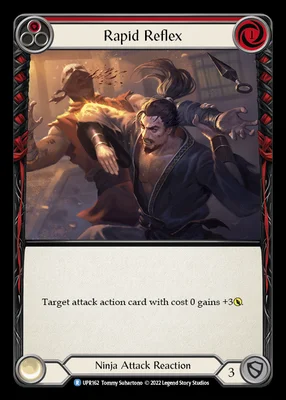 Rapid Reflex
Target attack action card with cost 0 gains +3
Ninja Attack Reaction
3
R UPR162 Tommy Suhartono © 2022 Legend Story Studios